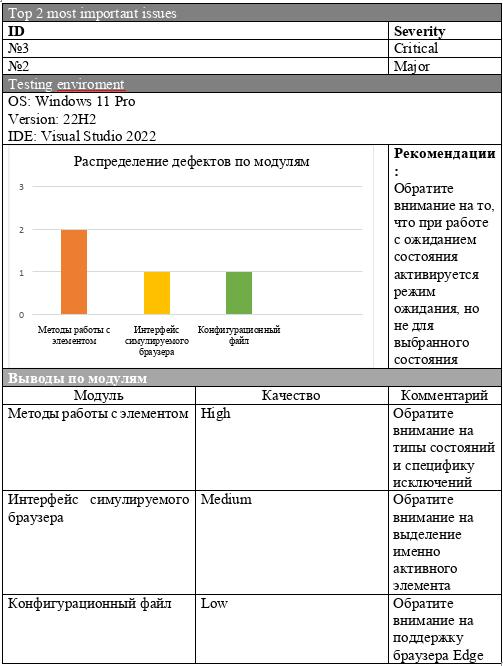 Top 2 most important issues
ID Severity
№3 Critical
№2 Major
Testing enviroment
OS: Windows 11 Pro
Version: 22H2
IDE: Visual Studio 2022
Распределение дефектов по модулям
3
2
1
0
Методы работы с
элементом
Интерфейс
симулируемого
браузера
Конфигурационный
файл
Рекомендации
:
Обратите
внимание на то,
что при работе
с ожиданием
состояния
активируется
режим
ожидания, но
не для
выбранного
состояния
Выводы по модулям
Модуль Качество Комментарий
Методы работы с элементом High Обратите
внимание на
типы состояний
и специфику
исключений
Интерфейс симулируемого Medium Обратите
браузера внимание на
выделение
именно
активного
элемента
Конфигурационный файл Low Обратите
внимание на
поддержку
браузера Edge